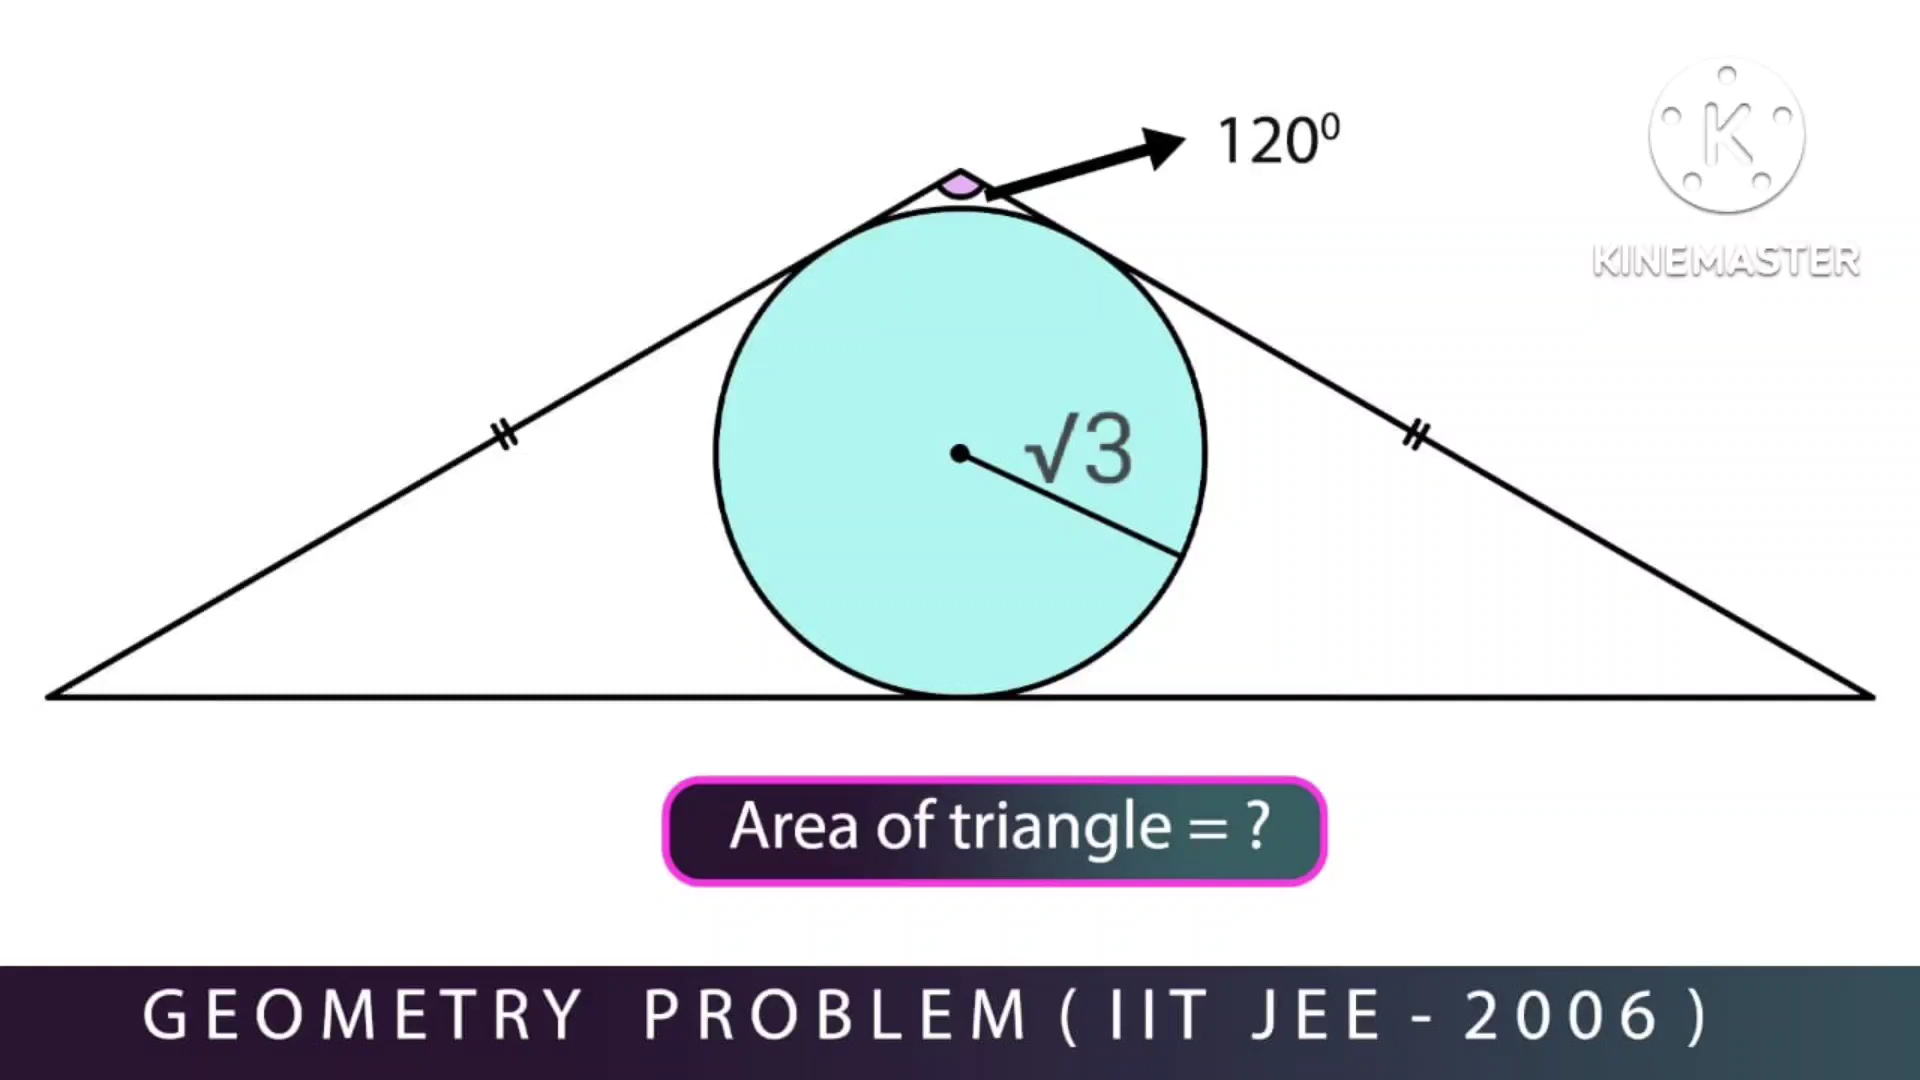 120⁰
K
KINEMASTER
√3
Area of triangle = ?
GEOMETRY PROBLEM ( IIT JEE - 2006 )